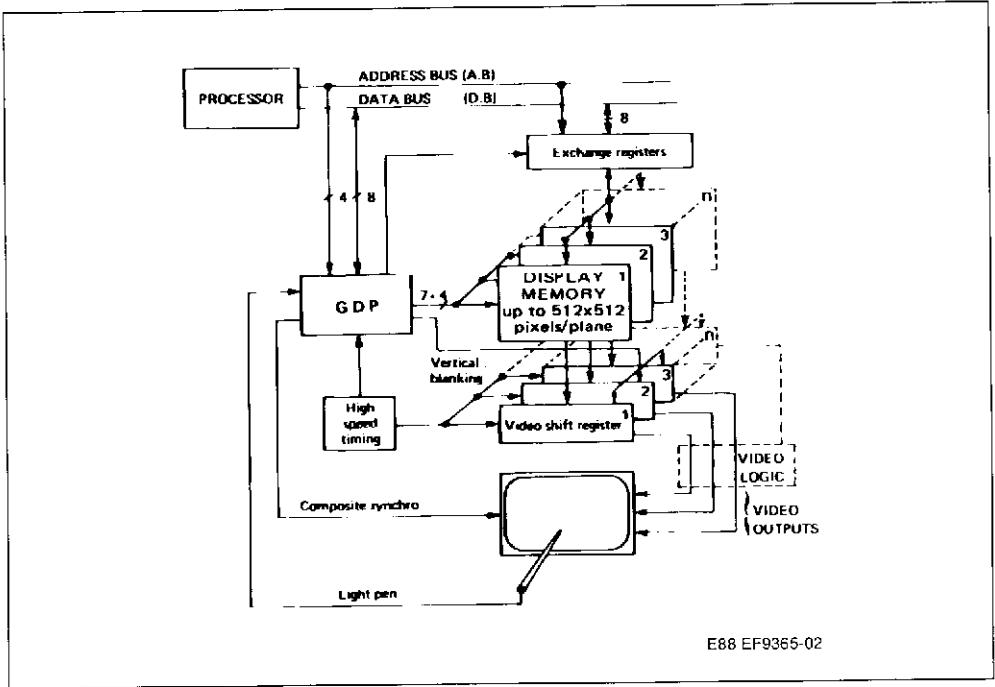 ADDRESS BUS (A.B)
PROCESSOR
DATA BUS (D.B)
8
Exchange registers
4
8
n
3
2
1
DISPLAY
MEMORY
up to 512x512
pixels/plane
GDP
7 + 4
n
Vertical
blanking
3
2
1
Video shift register
High
speed
timing
VIDEO
LOGIC
Composite synchro
VIDEO
OUTPUTS
Light pen
E88 EF9365-02